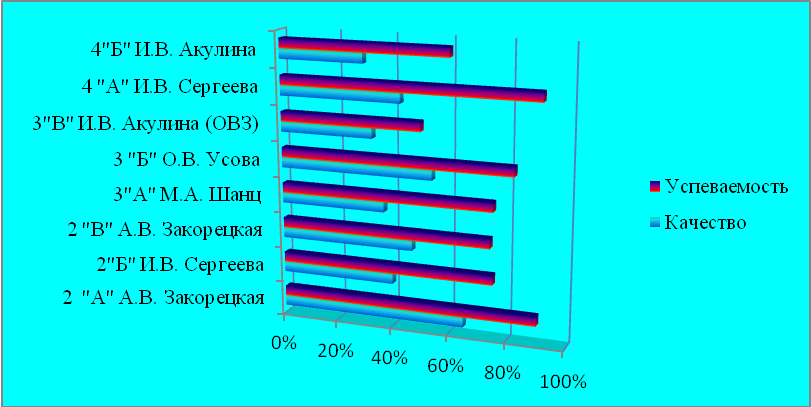 4"Б" И.В. Акулина
4 "А" И.В. Сергеева
3"В" И.В. Акулина (ОВЗ)
3 "Б" О.В. Усова
3"А" М.А. Шанц
2 "В" А.В. Закорецкая
2"Б" И.В. Сергеева
2 "А" А.В. Закорецкая
0% 20% 40% 60% 80% 100%
Успеваемость
Качество